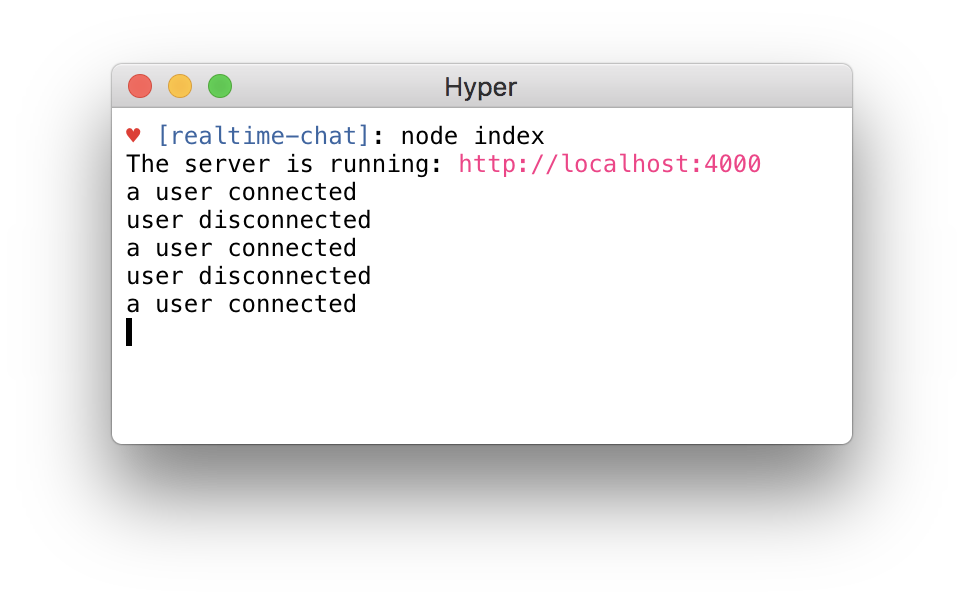 Hyper
♥ [realtime-chat]: node index
The server is running: http://localhost:4000
a user connected
user disconnected
a user connected
user disconnected
a user connected